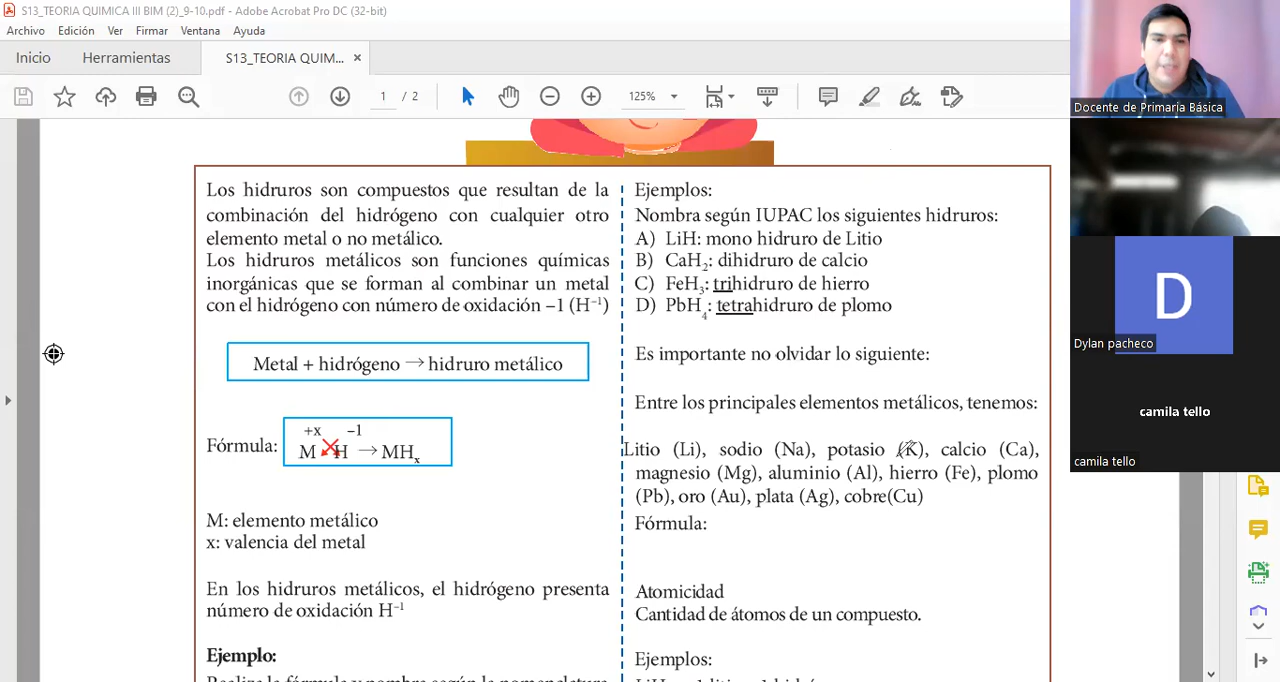 S13_TEORIA QUIMICA III BIM (2)_9-10.pdf - Adobe Acrobat Pro DC (32-bit)
Archivo Edición Ver Firmar Ventana Ayuda
Inicio Herramientas S13_TEORIA QUIM... ×
1 / 2 125%
Los hidruros son compuestos que resultan de la
combinación del hidrógeno con cualquier otro
elemento metal o no metálico.
Los hidruros metálicos son funciones químicas
inorgánicas que se forman al combinar un metal
con el hidrógeno con número de oxidación –1 (H⁻¹)
Metal + hidrógeno → hidruro metálico
+x –1
Fórmula: M H → MHₓ
M: elemento metálico
x: valencia del metal
En los hidruros metálicos, el hidrógeno presenta
número de oxidación H⁻¹
Ejemplo:
Ejemplos:
Nombra según IUPAC los siguientes hidruros:
A) LiH: mono hidruro de Litio
B) CaH₂: dihidruro de calcio
C) FeH₃: trihidruro de hierro
D) PbH₄: tetrahidruro de plomo
Es importante no olvidar lo siguiente:
Entre los principales elementos metálicos, tenemos:
Litio (Li), sodio (Na), potasio (K), calcio (Ca),
magnesio (Mg), aluminio (Al), hierro (Fe), plomo
(Pb), oro (Au), plata (Ag), cobre(Cu)
Fórmula:
Atomicidad
Cantidad de átomos de un compuesto.
Ejemplos:
Docente de Primaria Básica
D
Dylan pacheco
camila tello
camila tello